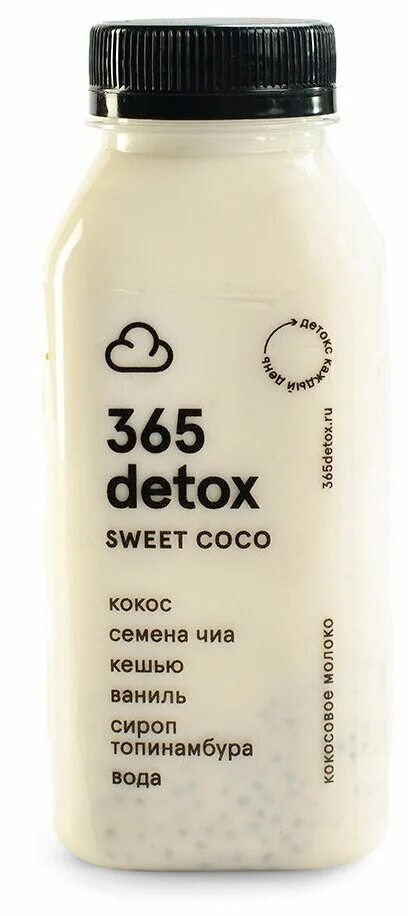 детокс каждый день
365
detox
SWEET COCO
365detox.ru
кокос
семена чиа
кешью
ваниль
сироп
топинамбура
вода
кокосовое молоко